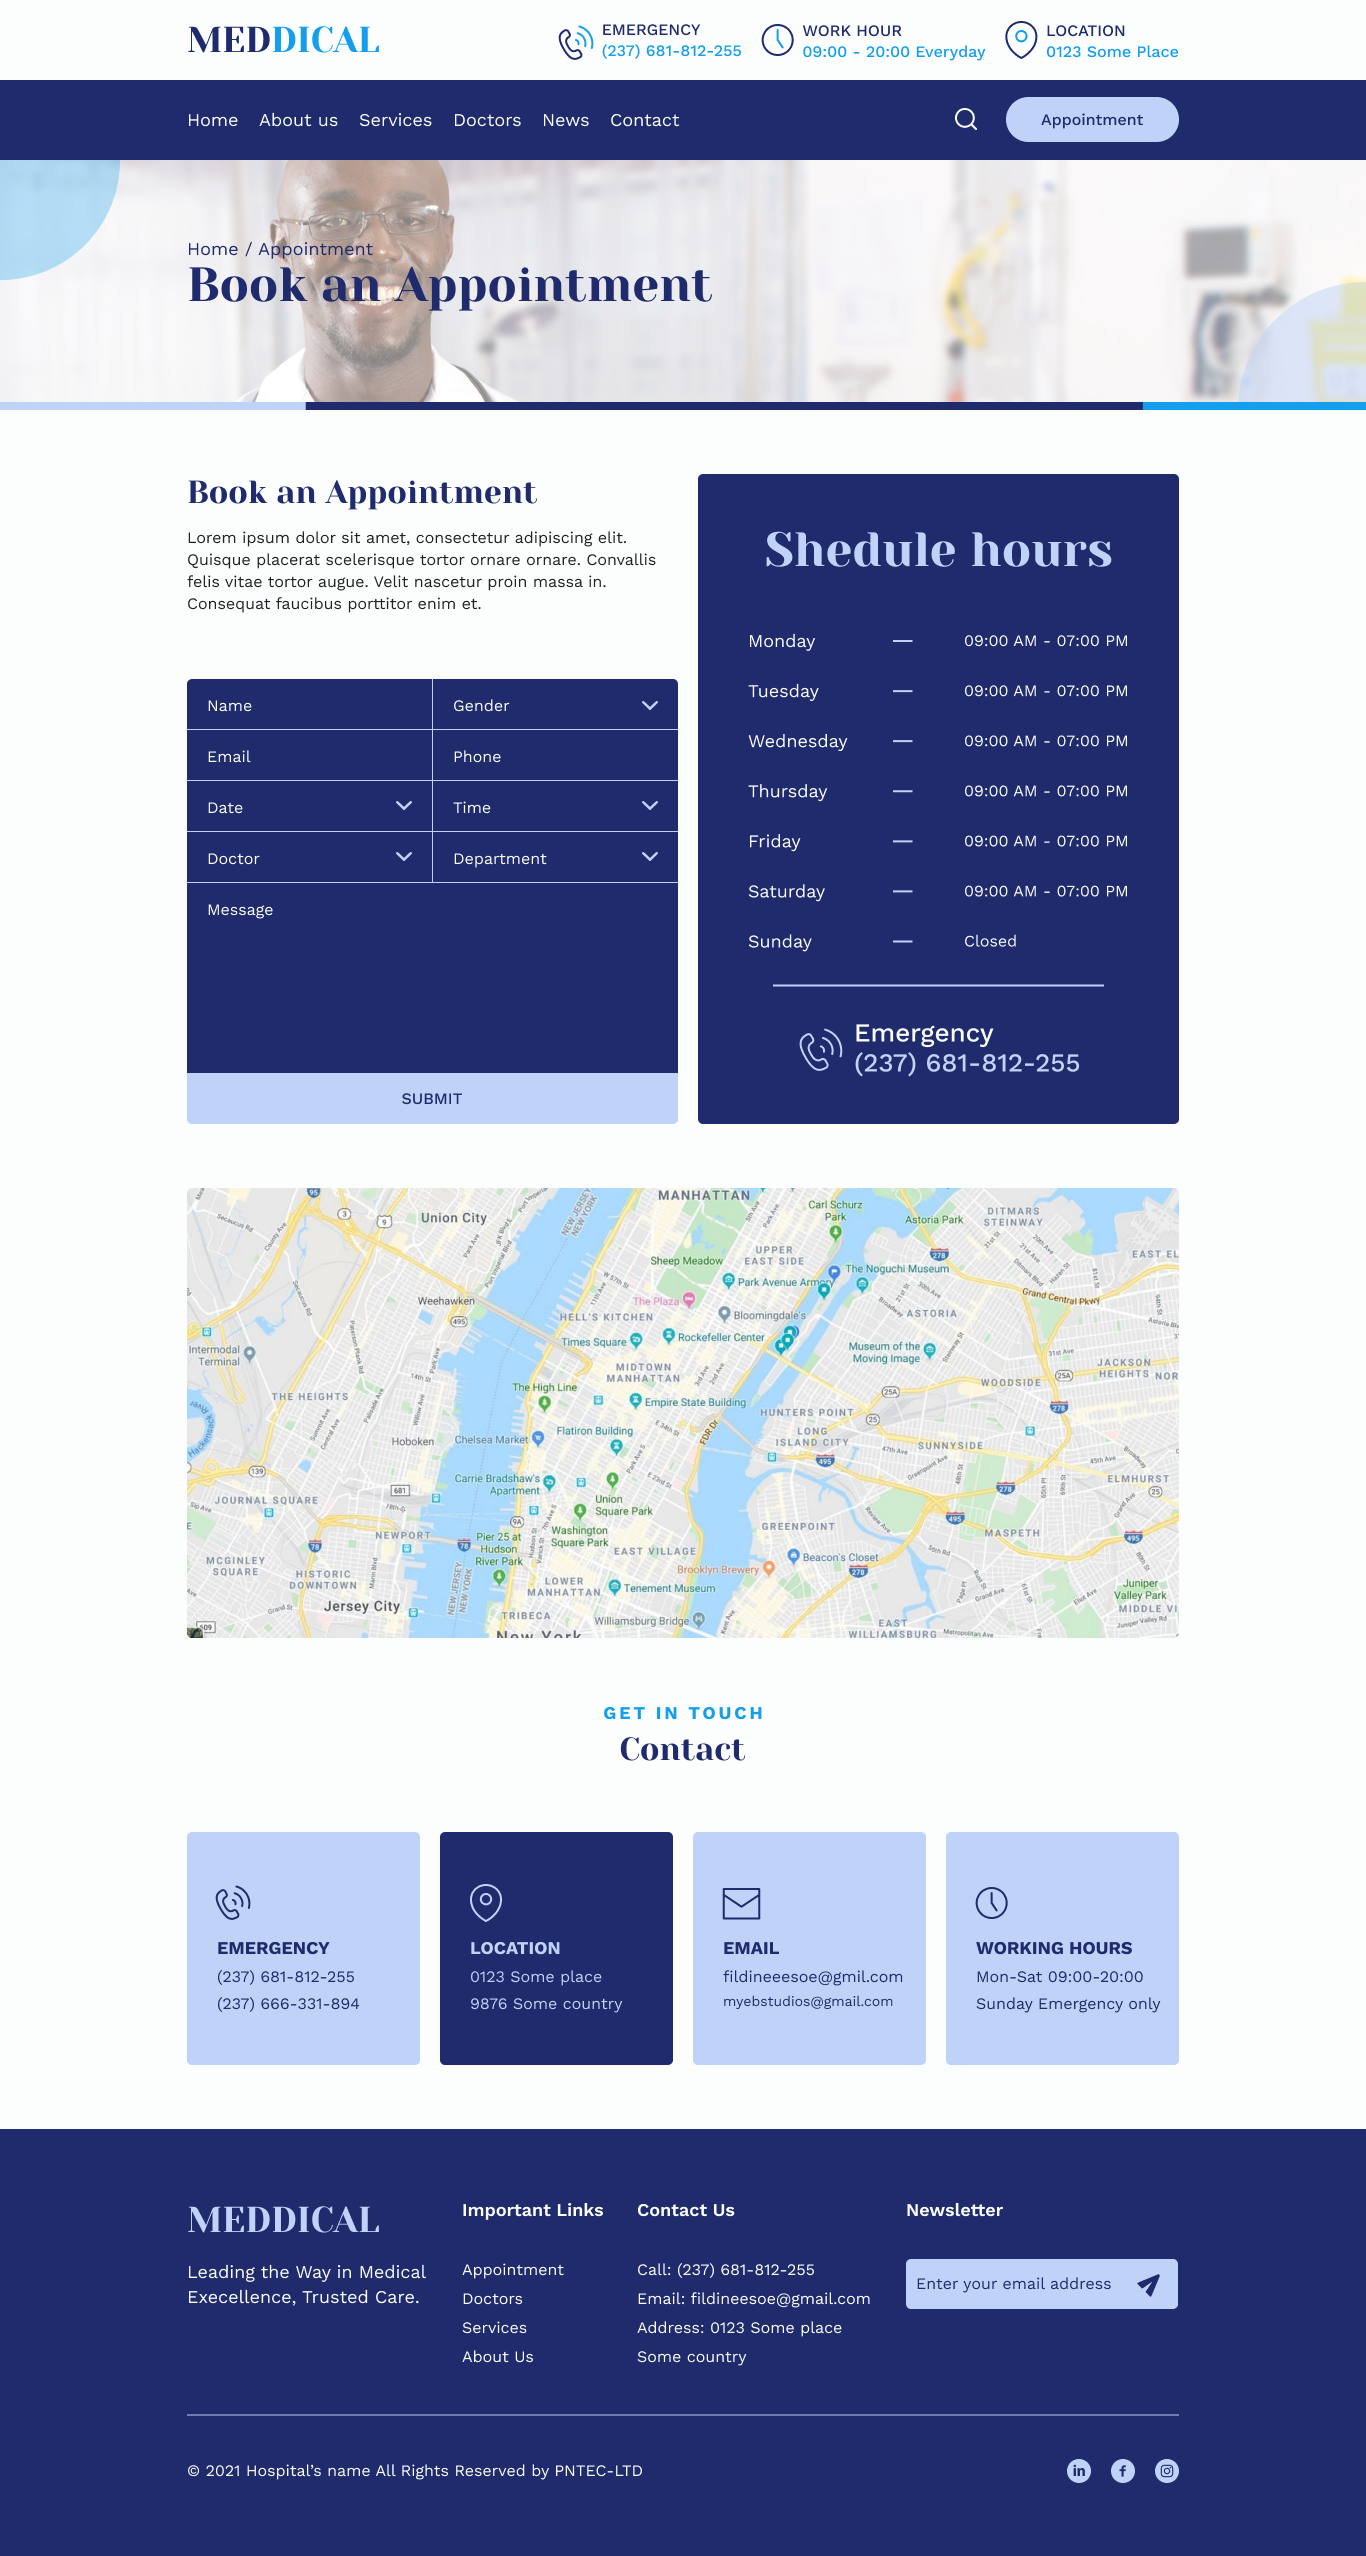 MEDDICAL
EMERGENCY
(237) 681-812-255
WORK HOUR
09:00 - 20:00 Everyday
LOCATION
0123 Some Place
Home About us Services Doctors News Contact
Appointment
Home / Appointment
Book an Appointment
Book an Appointment
Lorem ipsum dolor sit amet, consectetur adipiscing elit.
Quisque placerat scelerisque tortor ornare ornare. Convallis
felis vitae tortor augue. Velit nascetur proin massa in.
Consequat faucibus porttitor enim et.
Name
Gender
Email
Phone
Date
Time
Doctor
Department
Message
SUBMIT
Shedule hours
Monday — 09:00 AM - 07:00 PM
Tuesday — 09:00 AM - 07:00 PM
Wednesday — 09:00 AM - 07:00 PM
Thursday — 09:00 AM - 07:00 PM
Friday — 09:00 AM - 07:00 PM
Saturday — 09:00 AM - 07:00 PM
Sunday — Closed
Emergency
(237) 681-812-255
MANHATTAN
Union City
Carl Schurz
Park
Astoria Park
DITMARS
STEINWAY
UPPER
EAST SIDE
EAST EL
Sheep Meadow
Park Avenue Armory
The Noguchi Museum
Grand Central Pkwy
Weehawken
The Plaza
HELL'S KITCHEN
Bloomingdale's
ASTORIA
Times Square
Rockefeller Center
Museum of the
Moving Image
Intermodal
Terminal
MIDTOWN
MANHATTAN
JACKSON
HEIGHTS
WOODSIDE
THE HEIGHTS
The High Line
Empire State Building
HUNTERS POINT
Flatiron Building
LONG
ISLAND CITY
Hoboken
Chelsea Market
FDR Dr
SUNNYSIDE
Carrie Bradshaw's
Apartment
ELMHURST
JOURNAL SQUARE
Union
Square Park
Washington
Square Park
GREENPOINT
MASPETH
NEWPORT
Pier 25 at
Hudson
River Park
EAST VILLAGE
Beacon's Closet
MCGINLEY
SQUARE
HISTORIC
DOWNTOWN
Brooklyn Brewery
LOWER
MANHATTAN
Tenement Museum
Juniper
Valley Park
Jersey City
TRIBECA
Williamsburg Bridge
EAST
WILLIAMSBURG
MIDDLE VI
New York
GET IN TOUCH
Contact
EMERGENCY
(237) 681-812-255
(237) 666-331-894
LOCATION
0123 Some place
9876 Some country
EMAIL
fildineeesoe@gmil.com
myebstudios@gmail.com
WORKING HOURS
Mon-Sat 09:00-20:00
Sunday Emergency only
MEDDICAL
Leading the Way in Medical
Execellence, Trusted Care.
Important Links
Appointment
Doctors
Services
About Us
Contact Us
Call: (237) 681-812-255
Email: fildineesoe@gmail.com
Address: 0123 Some place
Some country
Newsletter
Enter your email address
© 2021 Hospital's name All Rights Reserved by PNTEC-LTD